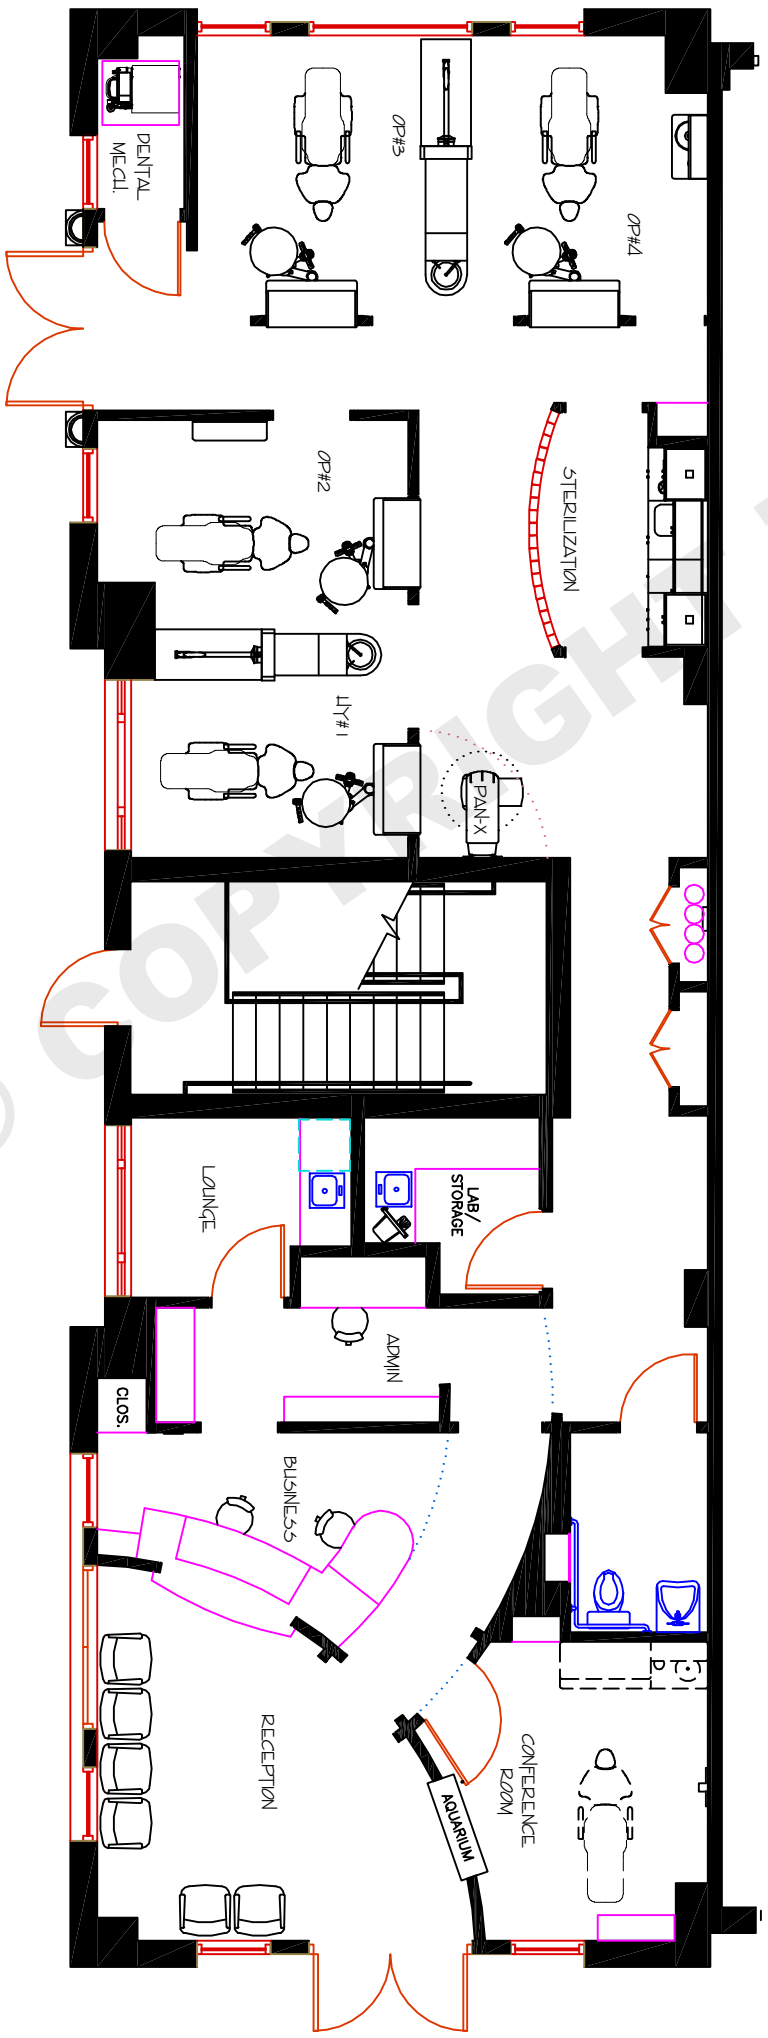 DENTAL
MECH.
OP#3
OP#4
OP#2
STERILIZATION
HY#1
PAN-X
© COPYRIGHT
LOUNGE
LAB/
STORAGE
ADMIN
CLOS.
BUSINESS
D
RECEPTION
CONFERENCE
ROOM
AQUARIUM